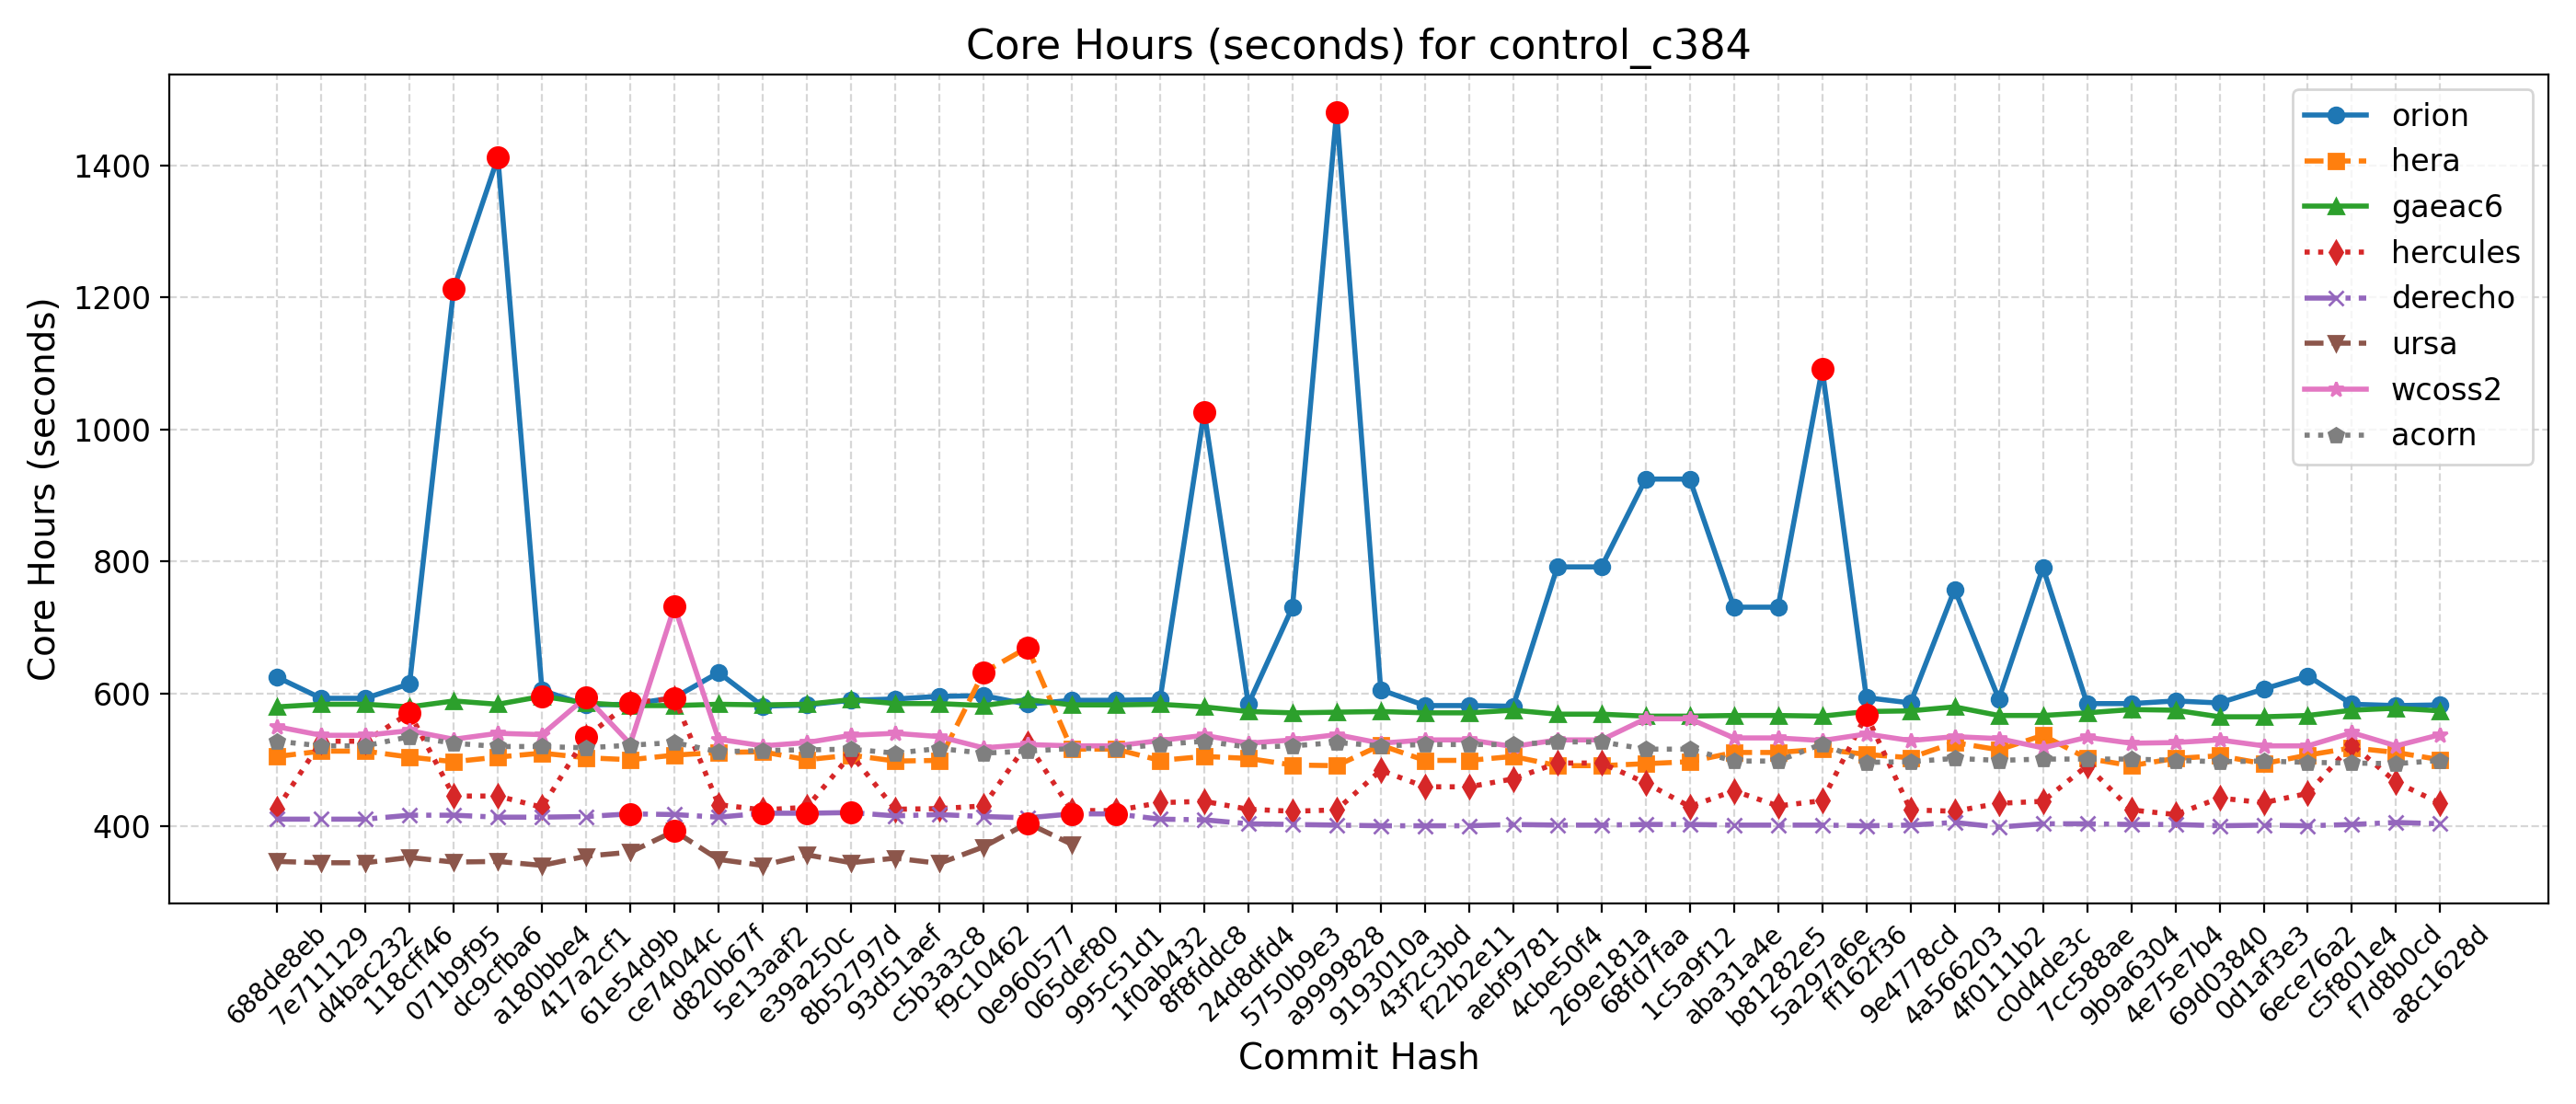 Core Hours (seconds) for control_c384
Core Hours (seconds)
1400
1200
1000
800
600
400
orion
hera
gaeac6
hercules
derecho
ursa
wcoss2
acorn
688de8eb
7e711129
d4bac232
118cff46
071b9f95
dc9cfba6
a180bbe4
417a2cf1
61e54d9b
ce74044c
d820b67f
5e13aaf2
e39a250c
8b52797d
93d51aef
c5b3a3c8
f9c10462
0e960577
065def80
995c51d1
1f0ab432
8f8fddc8
24d8dfd4
5750b9e3
a9999828
9193010a
43f2c3bd
f22b2e11
aebf9781
4cbe50f4
269e181a
68fd7faa
1c5a9f12
aba31a4e
b81282e5
5a297a6e
ff162f36
9e4778cd
4a566203
4f0111b2
c0d4de3c
7cc588ae
9b9a6304
4e75e7b4
69d03840
0d1af3e3
6ece76a2
c5f801e4
f7d8b0cd
a8c1628d
Commit Hash